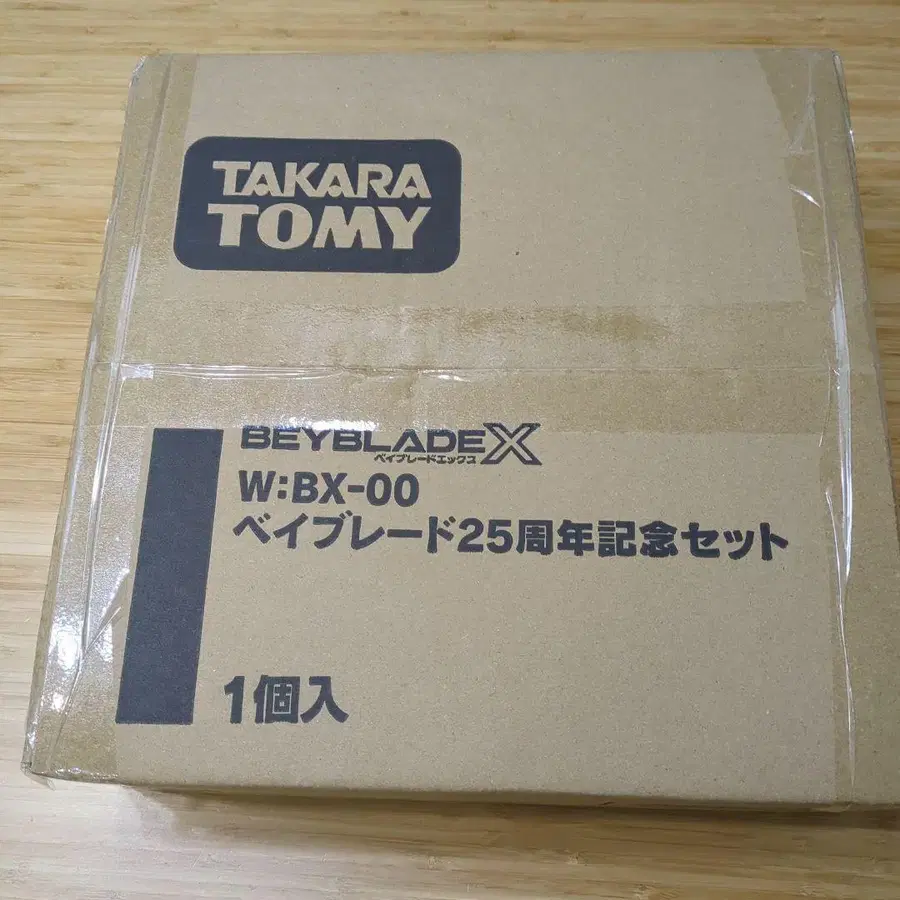 TAKARA
TOMY
BEYBLADE X
ベイブレードエックス
W:BX-00
ベイブレード25周年記念セット
1個入